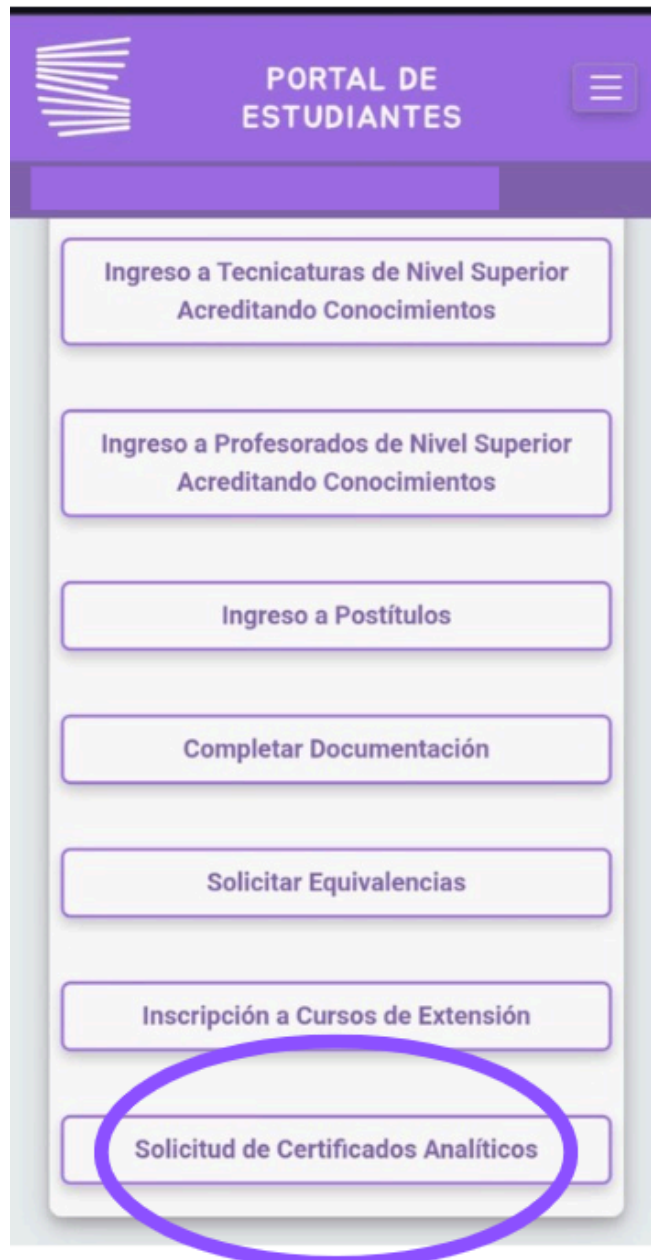 PORTAL DE
ESTUDIANTES
Ingreso a Tecnicaturas de Nivel Superior
Acreditando Conocimientos
Ingreso a Profesorados de Nivel Superior
Acreditando Conocimientos
Ingreso a Postítulos
Completar Documentación
Solicitar Equivalencias
Inscripción a Cursos de Extensión
Solicitud de Certificados Analíticos